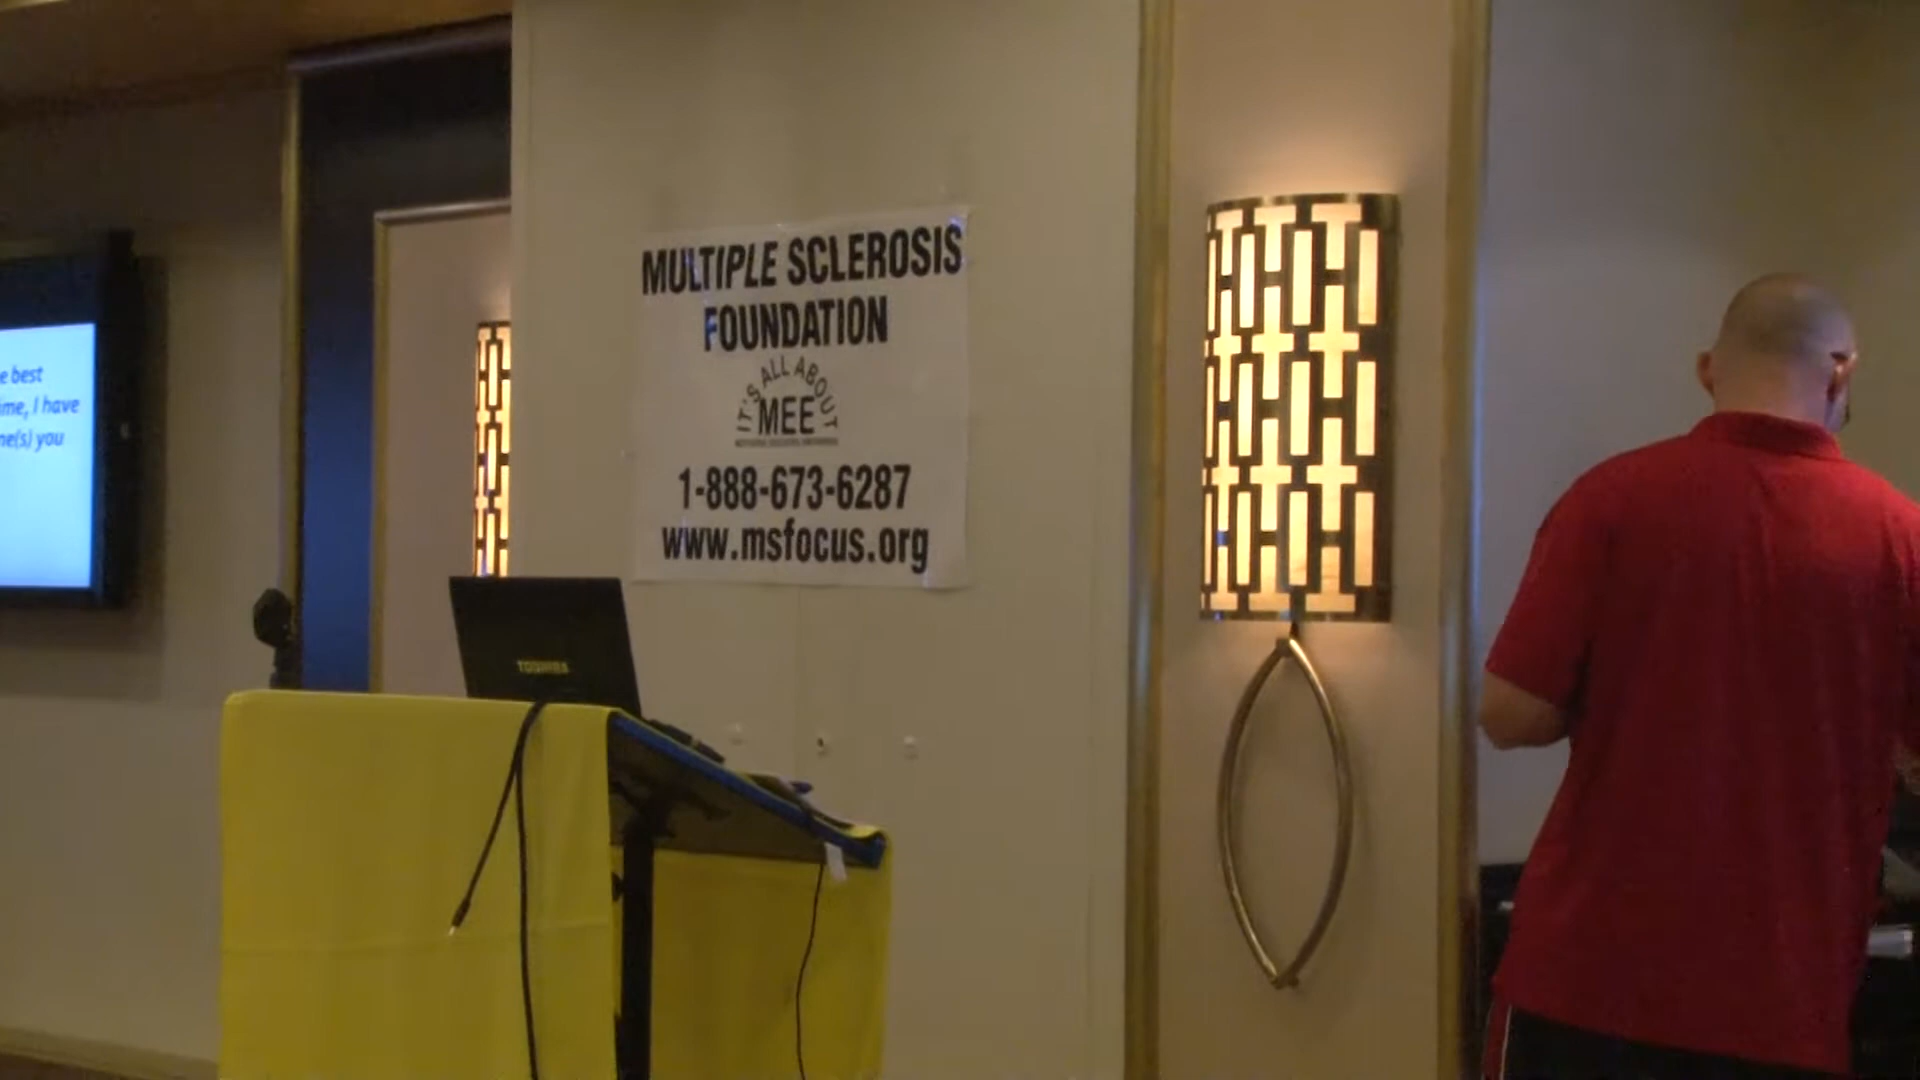 e best
ime, I have
ne(s) you
MULTIPLE SCLEROSIS
FOUNDATION
IT'S ALL ABOUT
MEE
1-888-673-6287
www.msfocus.org
TOSHIBA